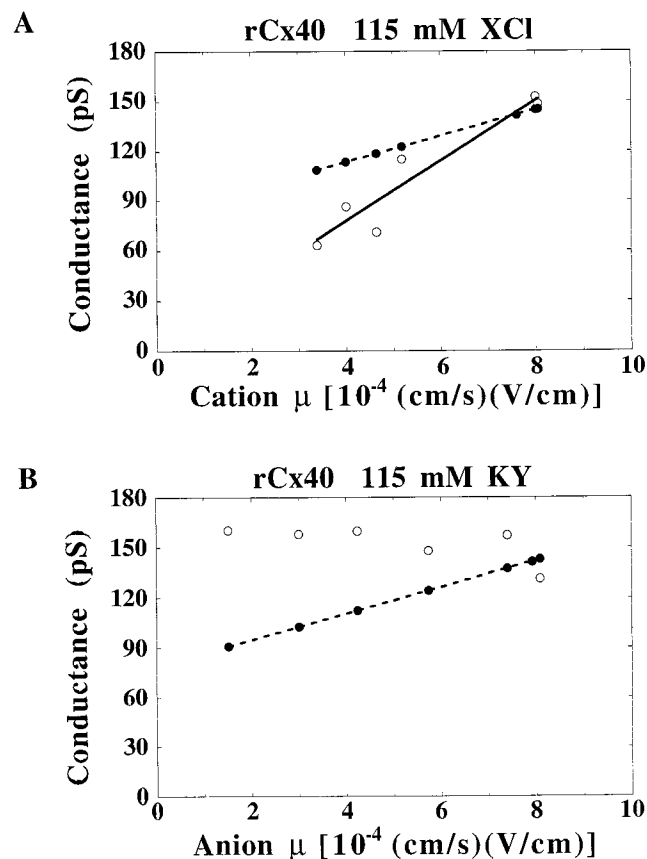 A
rCx40 115 mM XCl
Conductance (pS)
180
150
120
90
60
30
0
0 2 4 6 8 10
Cation μ [10⁻⁴ (cm/s)(V/cm)]
B
rCx40 115 mM KY
Conductance (pS)
180
150
120
90
60
30
0
0 2 4 6 8 10
Anion μ [10⁻⁴ (cm/s)(V/cm)]